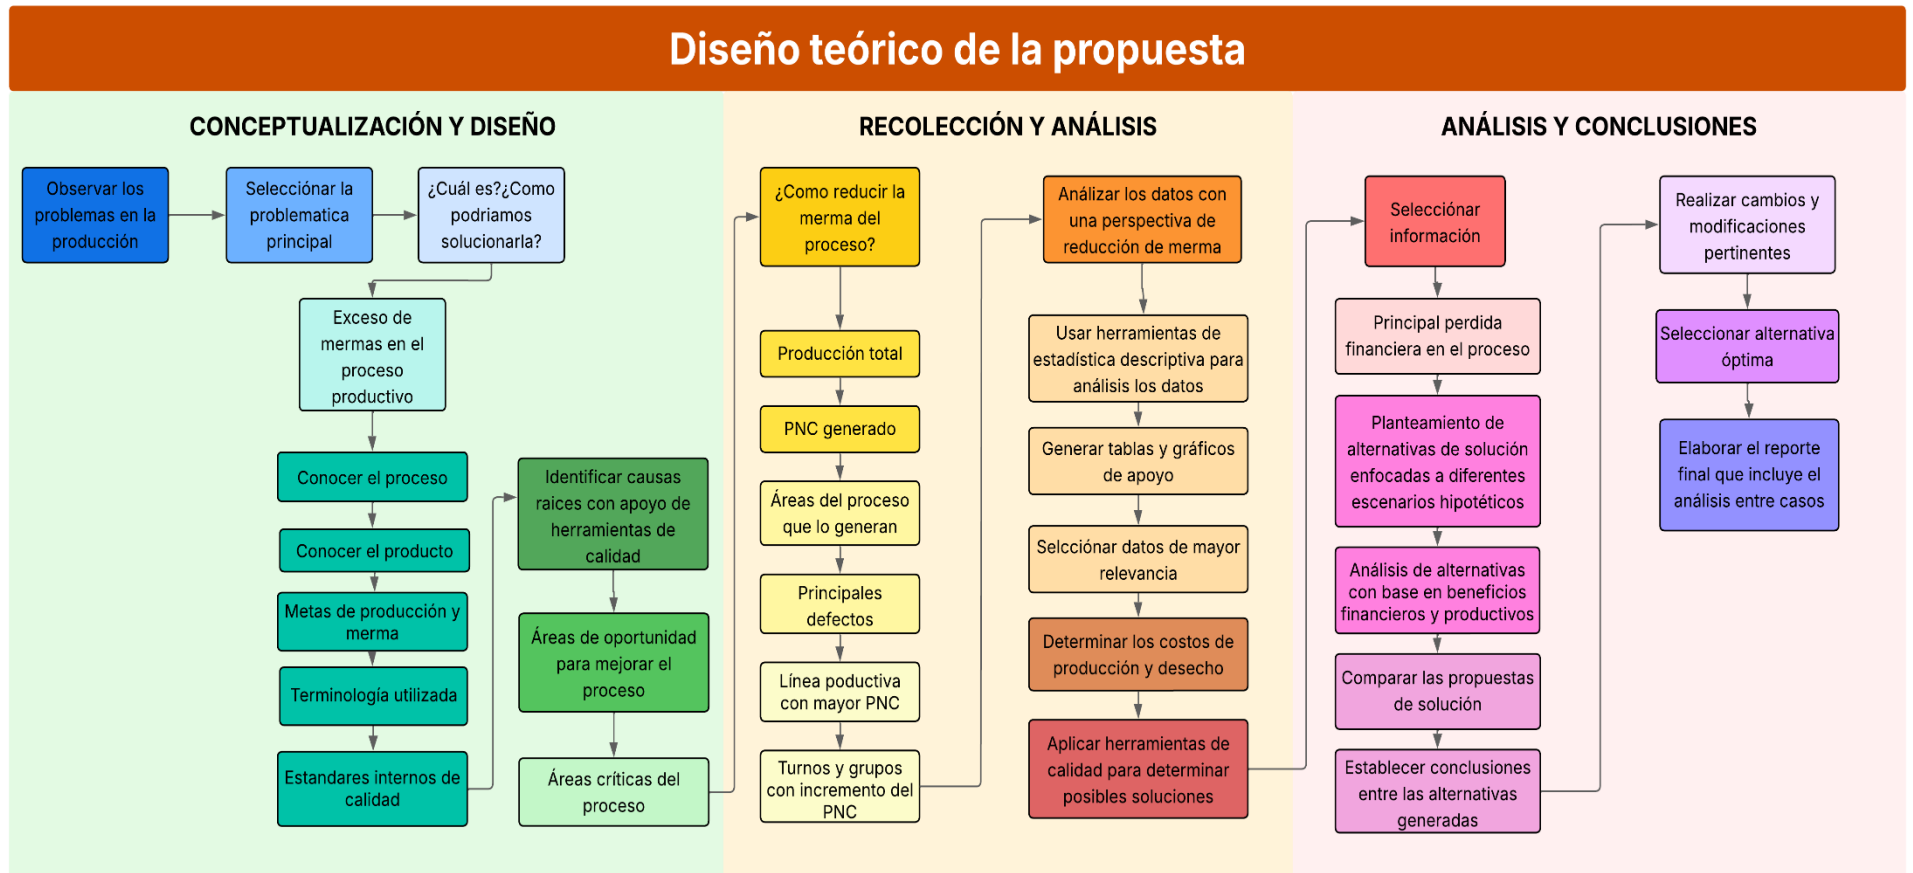 Diseño teórico de la propuesta
CONCEPTUALIZACIÓN Y DISEÑO
Observar los
problemas en la
producción
Selecciónar la
problematica
principal
¿Cuál es?¿Como
podriamos
solucionarla?
Exceso de
mermas en el
proceso
productivo
Conocer el proceso
Conocer el producto
Metas de producción y
merma
Terminología utilizada
Estandares internos de
calidad
Identificar causas
raices con apoyo de
herramientas de
calidad
Áreas de oportunidad
para mejorar el
proceso
Áreas críticas del
proceso
RECOLECCIÓN Y ANÁLISIS
¿Como reducir la
merma del
proceso?
Producción total
PNC generado
Áreas del proceso
que lo generan
Principales
defectos
Línea poductiva
con mayor PNC
Turnos y grupos
con incremento del
PNC
Análizar los datos con
una perspectiva de
reducción de merma
Usar herramientas de
estadística descriptiva para
análisis los datos
Generar tablas y gráficos
de apoyo
Selcciónar datos de mayor
relevancia
Determinar los costos de
producción y desecho
Aplicar herramientas de
calidad para determinar
posibles soluciones
ANÁLISIS Y CONCLUSIONES
Selecciónar
información
Principal perdida
financiera en el proceso
Planteamiento de
alternativas de solución
enfocadas a diferentes
escenarios hipotéticos
Análisis de alternativas
con base en beneficios
financieros y productivos
Comparar las propuestas
de solución
Establecer conclusiones
entre las alternativas
generadas
Realizar cambios y
modificaciones
pertinentes
Seleccionar alternativa
óptima
Elaborar el reporte
final que incluye el
análisis entre casos